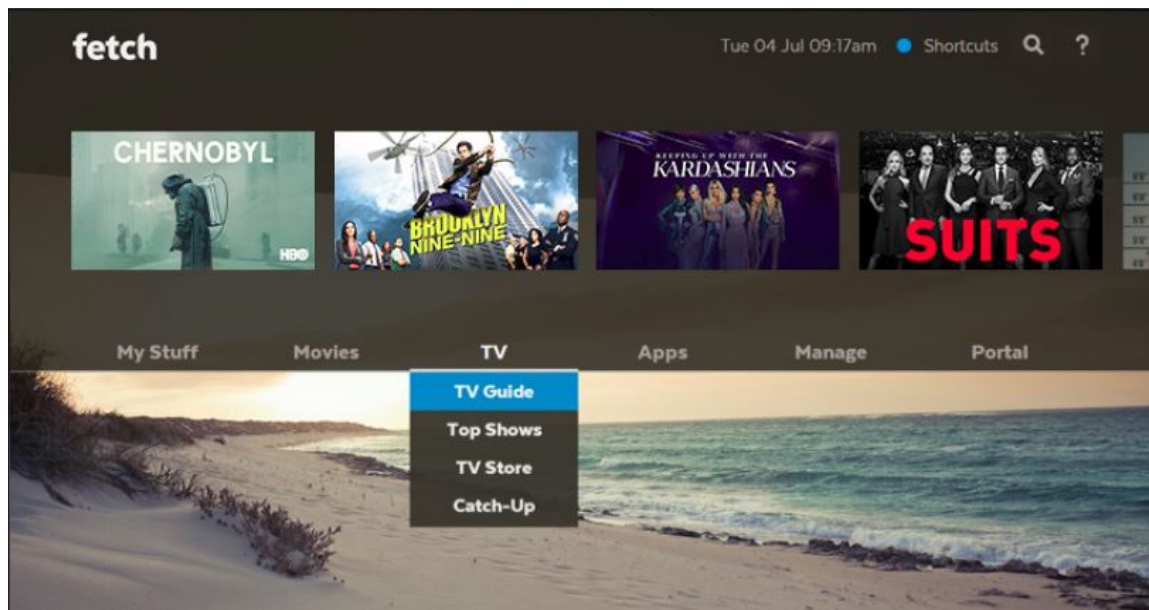 fetch
Tue 04 Jul 09:17am Shortcuts ?
CHERNOBYL
HBO
BROOKLYN
NINE-NINE
KEEPING UP WITH THE
KARDASHIANS
SUITS
My Stuff Movies TV Apps Manage Portal
TV Guide
Top Shows
TV Store
Catch-Up